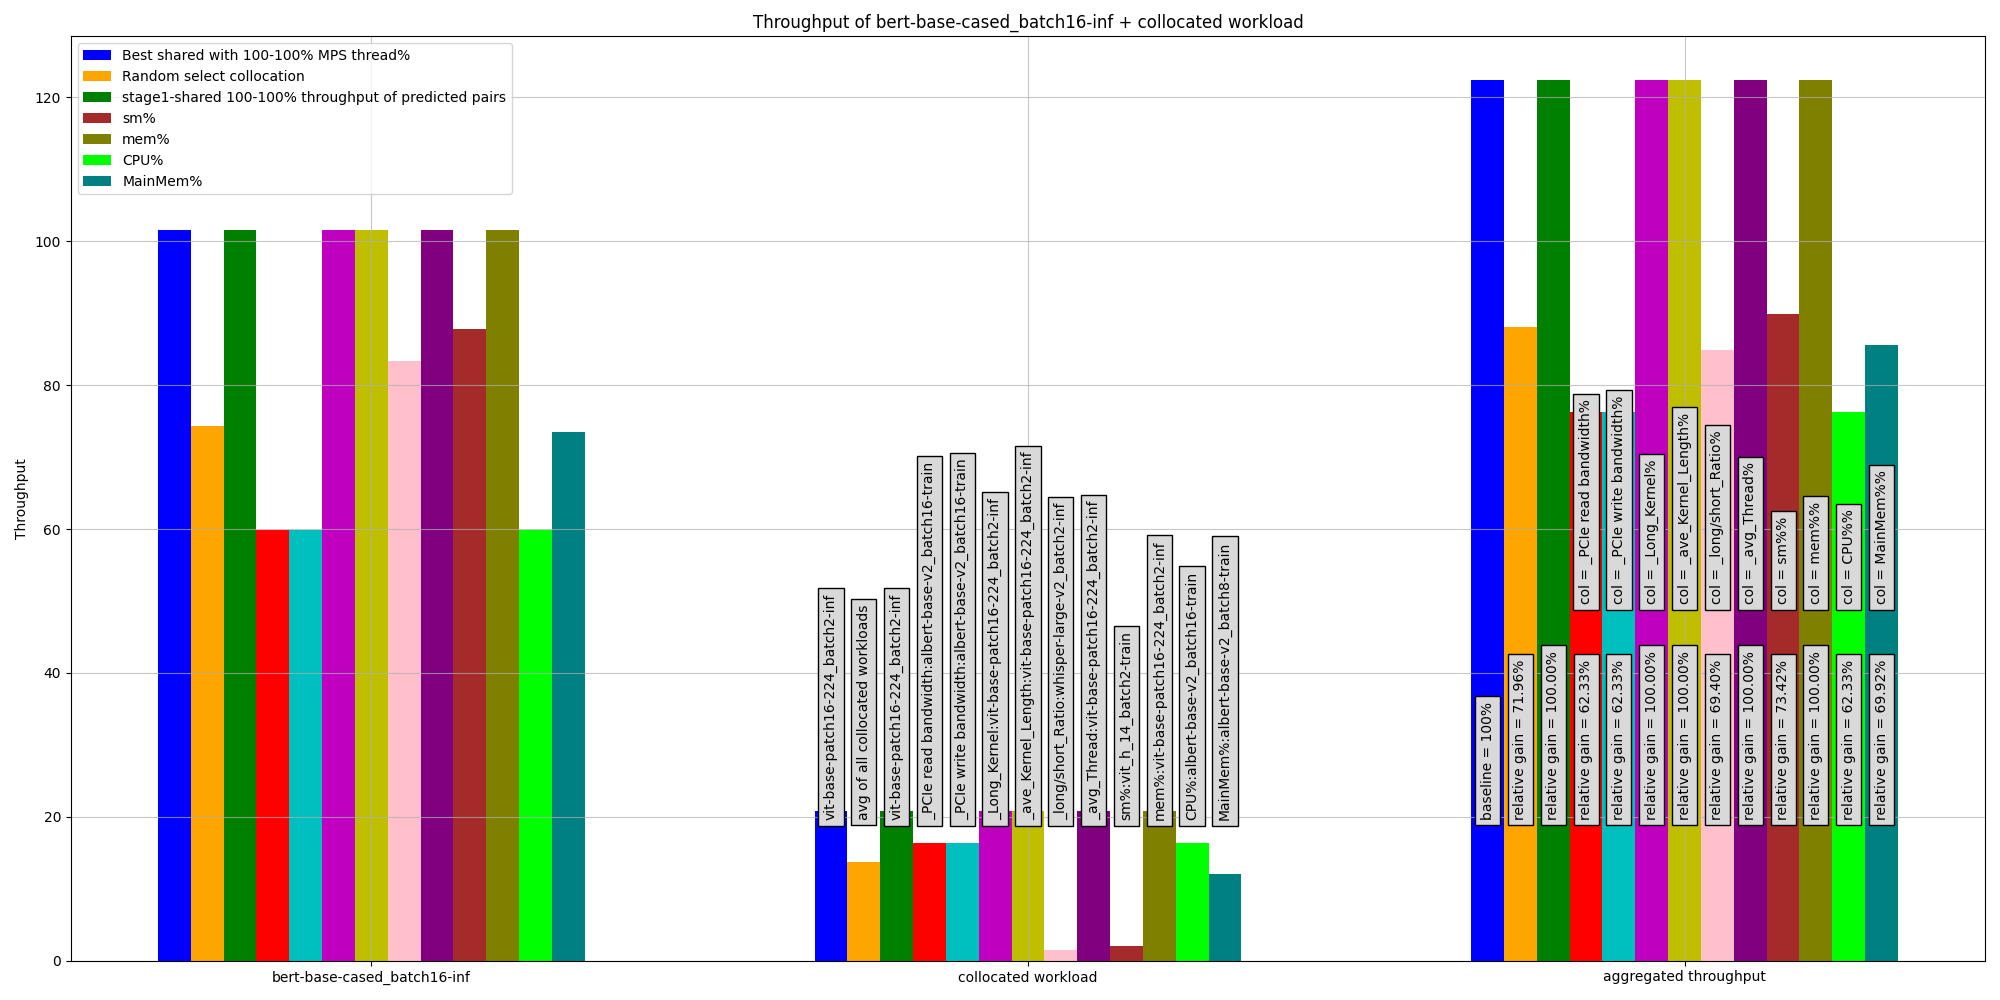 Throughput of bert-base-cased_batch16-inf + collocated workload
Best shared with 100-100% MPS thread%
Random select collocation
stage1-shared 100-100% throughput of predicted pairs
sm%
mem%
CPU%
MainMem%
Throughput
120
100
80
60
40
20
0
vit-base-patch16-224_batch2-inf
avg of all collocated workloads
vit-base-patch16-224_batch2-inf
_PCIe read bandwidth:albert-base-v2_batch16-train
_PCIe write bandwidth:albert-base-v2_batch16-train
_Long_Kernel:vit-base-patch16-224_batch2-inf
_ave_Kernel_Length:vit-base-patch16-224_batch2-inf
_long/short_Ratio:whisper-large-v2_batch2-inf
_avg_Thread:vit-base-patch16-224_batch2-inf
sm%:vit_h_14_batch2-train
mem%:vit-base-patch16-224_batch2-inf
CPU%:albert-base-v2_batch16-train
MainMem%:albert-base-v2_batch8-train
col = _PCIe read bandwidth%
col = _PCIe write bandwidth%
col = _Long_Kernel%
col = _ave_Kernel_Length%
col = _long/short_Ratio%
col = _avg_Thread%
col = sm%%
col = mem%%
col = CPU%%
col = MainMem%%
baseline = 100%
relative gain = 71.96%
relative gain = 100.00%
relative gain = 62.33%
relative gain = 62.33%
relative gain = 100.00%
relative gain = 100.00%
relative gain = 69.40%
relative gain = 100.00%
relative gain = 73.42%
relative gain = 100.00%
relative gain = 62.33%
relative gain = 69.92%
bert-base-cased_batch16-inf
collocated workload
aggregated throughput